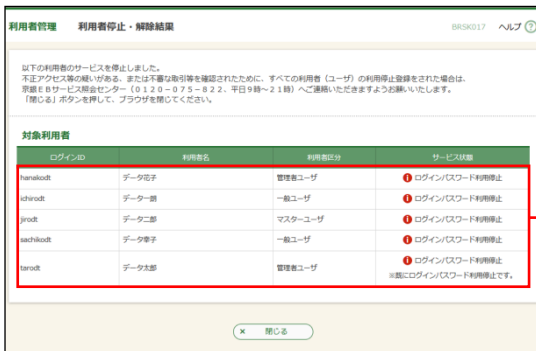 利用者管理 利用者停止・解除結果 BRSK017 ヘルプ ?
以下の利用者のサービスを停止しました。
不正アクセス等の疑いがある、または不審な取引等を確認されたために、すべての利用者（ユーザ）の利用停止登録をされた場合は、
京銀ＥＢサービス照会センター（０１２０－０７５－８２２、平日９時～２１時）へご連絡いただきますようお願いいたします。
「閉じる」ボタンを押して、ブラウザを閉じてください。
対象利用者
ログインID 利用者名 利用者区分 サービス状態
hanakodt データ花子 管理者ユーザ ログインパスワード利用停止
ichirodt データ一朗 一般ユーザ ログインパスワード利用停止
jirodt データ二郎 マスターユーザ ログインパスワード利用停止
sachikodt データ幸子 一般ユーザ ログインパスワード利用停止
tarodt データ太郎 管理者ユーザ ログインパスワード利用停止
※既にログインパスワード利用停止です。
× 閉じる